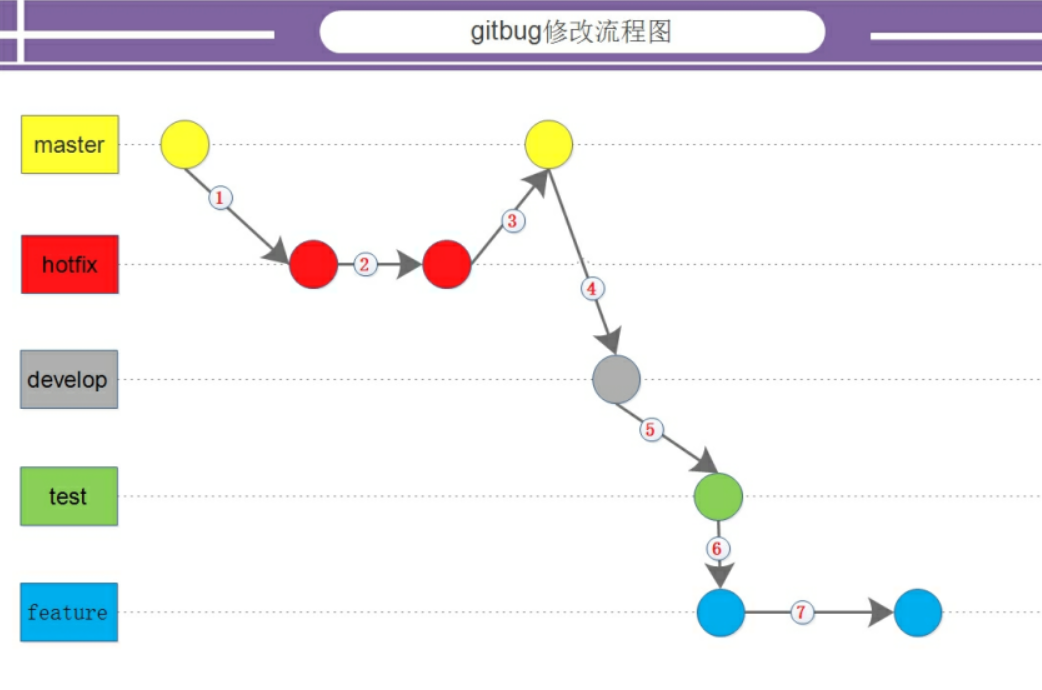 gitbug修改流程图
master
1
3
hotfix
2
4
develop
5
test
6
feature
7